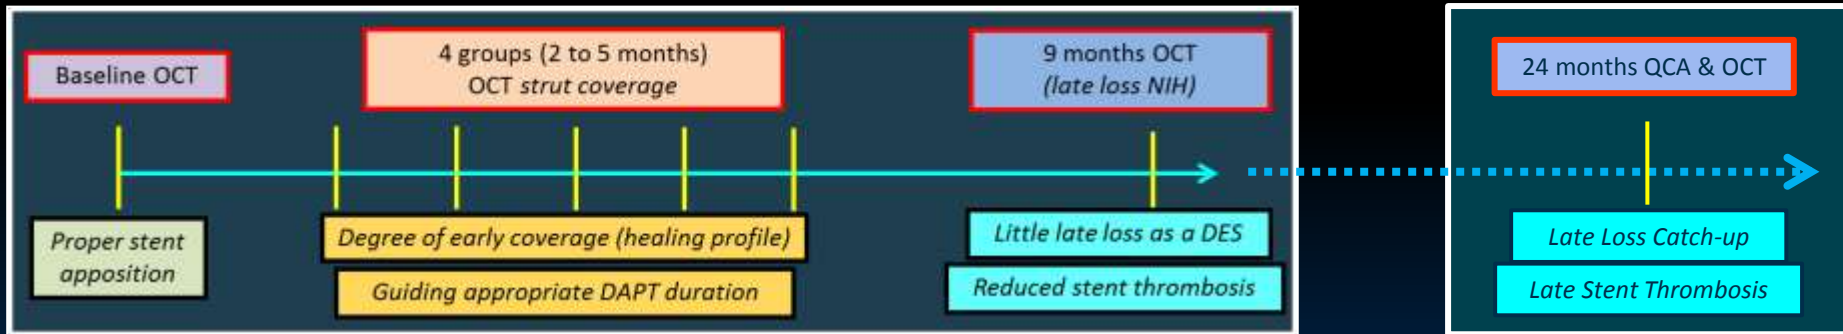 Baseline OCT
4 groups (2 to 5 months)
OCT strut coverage
9 months OCT
(late loss NIH)
24 months QCA & OCT
Proper stent
apposition
Degree of early coverage (healing profile)
Guiding appropriate DAPT duration
Little late loss as a DES
Reduced stent thrombosis
Late Loss Catch-up
Late Stent Thrombosis